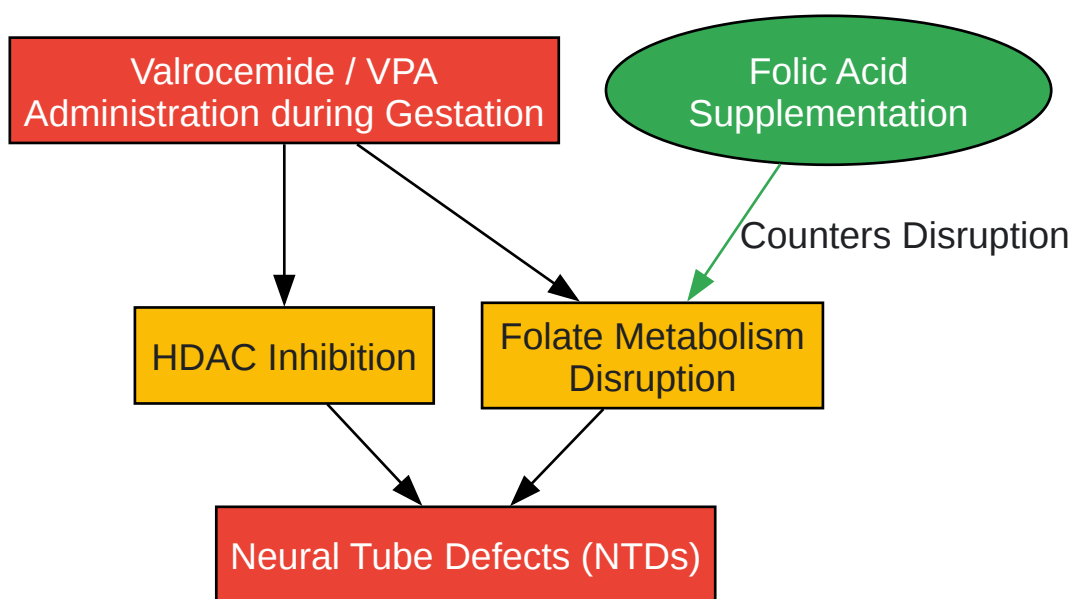 Valrocemide / VPA
Administration during Gestation
Folic Acid
Supplementation
Counters Disruption
HDAC Inhibition
Folate Metabolism
Disruption
Neural Tube Defects (NTDs)